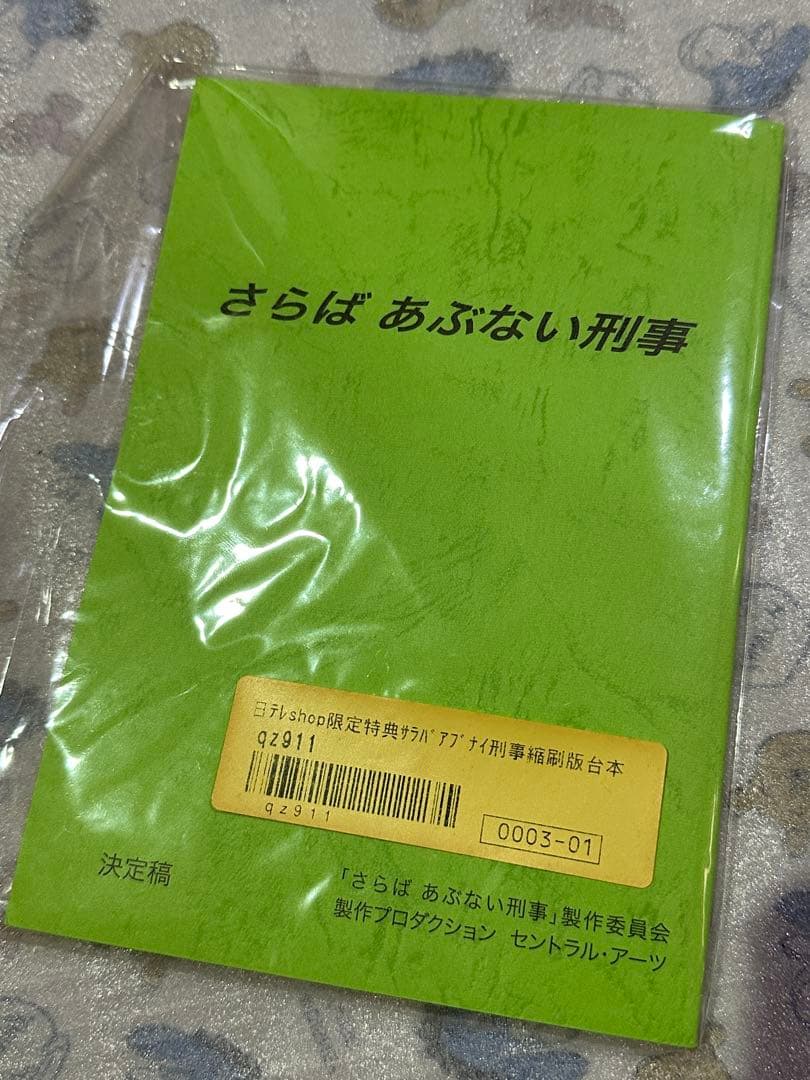 さらば あぶない刑事
日ﾃﾚshop限定特典ｻﾗﾊﾞｱﾌﾞﾅｲ刑事縮刷版台本
qz911
qz911
0003-01
決定稿
「さらば あぶない刑事」製作委員会
製作プロダクション セントラル・アーツ